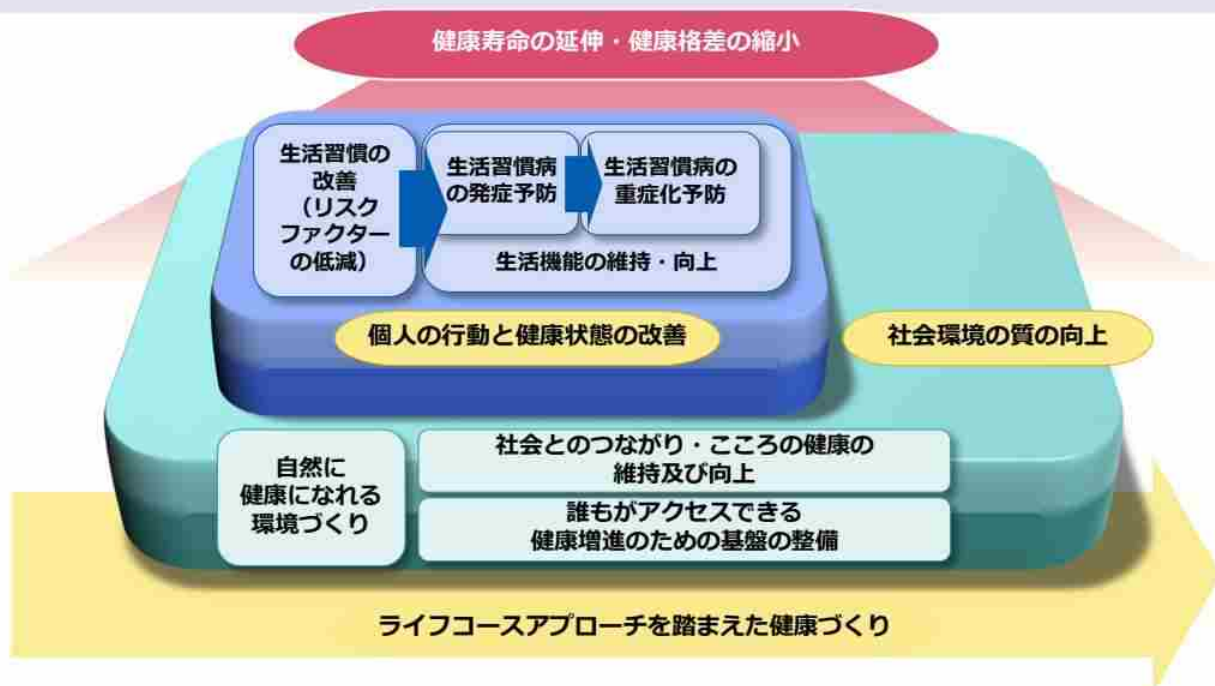 健康寿命の延伸・健康格差の縮小
生活習慣の
改善
（リスク
ファクター
の低減）
生活習慣病
の発症予防
生活習慣病の
重症化予防
生活機能の維持・向上
個人の行動と健康状態の改善
社会環境の質の向上
自然に
健康になれる
環境づくり
社会とのつながり・こころの健康の
維持及び向上
誰もがアクセスできる
健康増進のための基盤の整備
ライフコースアプローチを踏まえた健康づくり